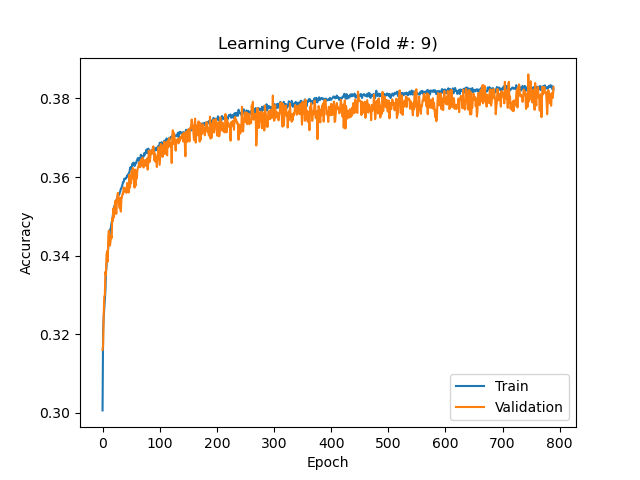 Learning Curve (Fold #: 9)
Accuracy
0.38
0.36
0.34
0.32
0.30
0 100 200 300 400 500 600 700 800
Epoch
Train
Validation